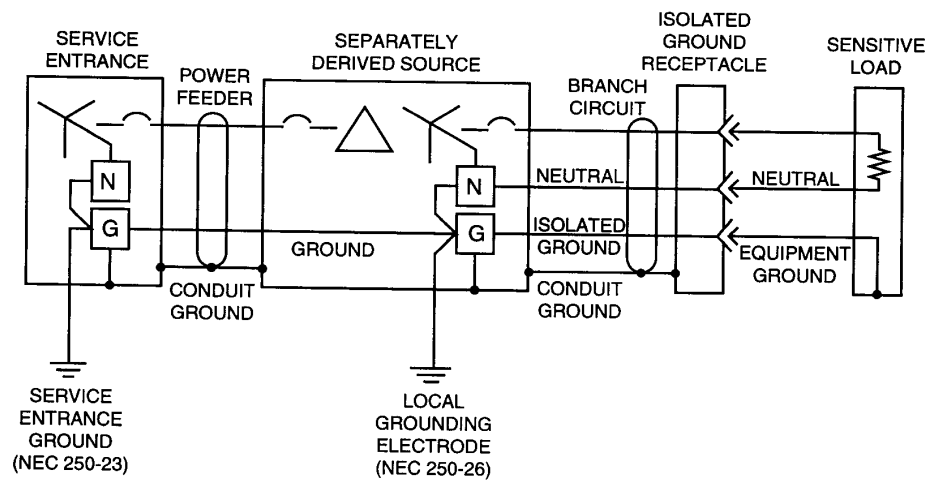 SERVICE
ENTRANCE
POWER
FEEDER
SEPARATELY
DERIVED SOURCE
BRANCH
CIRCUIT
ISOLATED
GROUND
RECEPTACLE
SENSITIVE
LOAD
N
G
GROUND
CONDUIT
GROUND
N
G
NEUTRAL
ISOLATED
GROUND
CONDUIT
GROUND
NEUTRAL
EQUIPMENT
GROUND
SERVICE
ENTRANCE
GROUND
(NEC 250-23)
LOCAL
GROUNDING
ELECTRODE
(NEC 250-26)